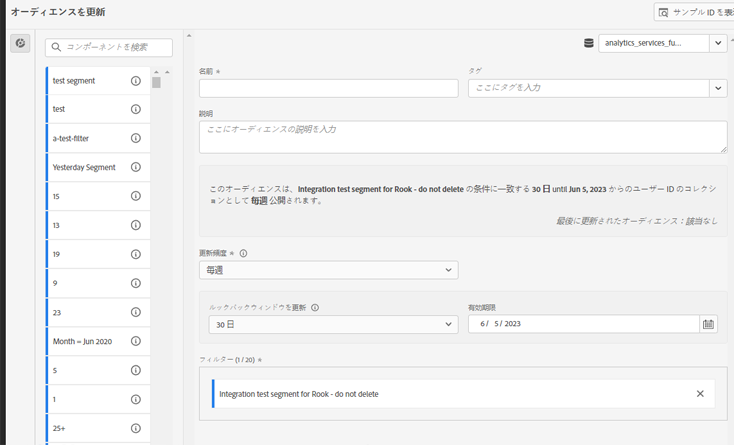 オーディエンスを更新
サンプル ID を表
コンポーネントを検索
test segment
test
a-test-filter
Yesterday Segment
15
13
19
9
23
Month = Jun 2020
5
1
25+
analytics_services_fu...
名前 *
タグ
ここにタグを入力
説明
ここにオーディエンスの説明を入力
このオーディエンスは、Integration test segment for Rook - do not delete の条件に一致する 30 日 until Jun 5, 2023 からのユーザー ID のコレクシ
ョンとして 毎週 公開されます。
最後に更新されたオーディエンス：該当なし
更新頻度 *
毎週
ルックバックウィンドウを更新
有効期限
30 日
6 / 5 / 2023
フィルター (1 / 20) *
Integration test segment for Rook - do not delete